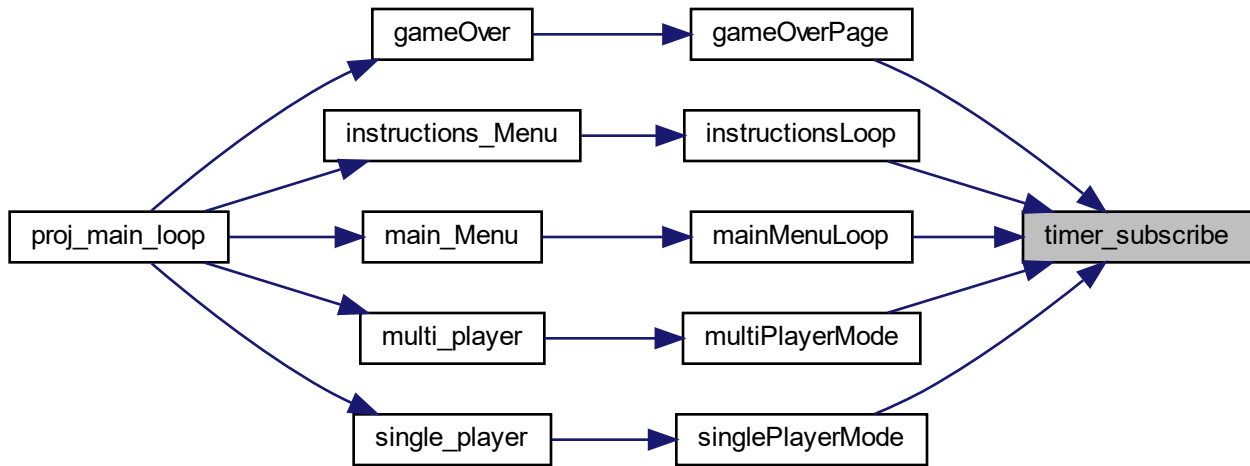 gameOver
gameOverPage
instructions_Menu
instructionsLoop
proj_main_loop
main_Menu
mainMenuLoop
timer_subscribe
multi_player
multiPlayerMode
single_player
singlePlayerMode